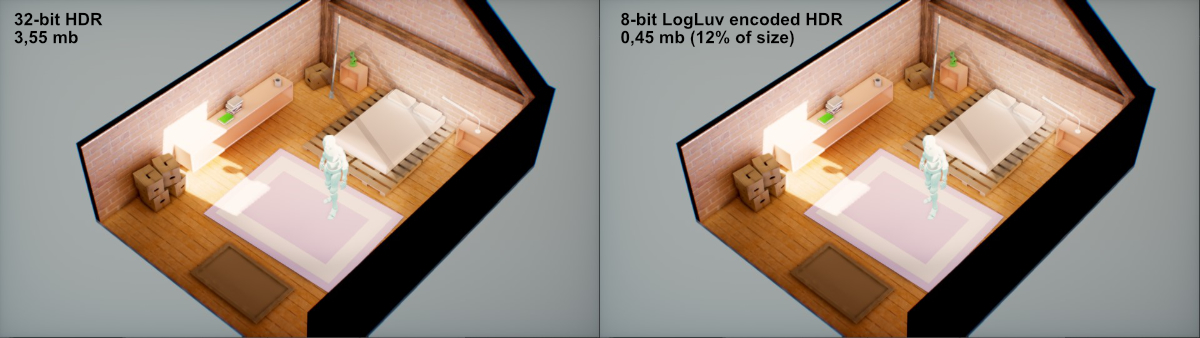 32-bit HDR
3,55 mb
8-bit LogLuv encoded HDR
0,45 mb (12% of size)